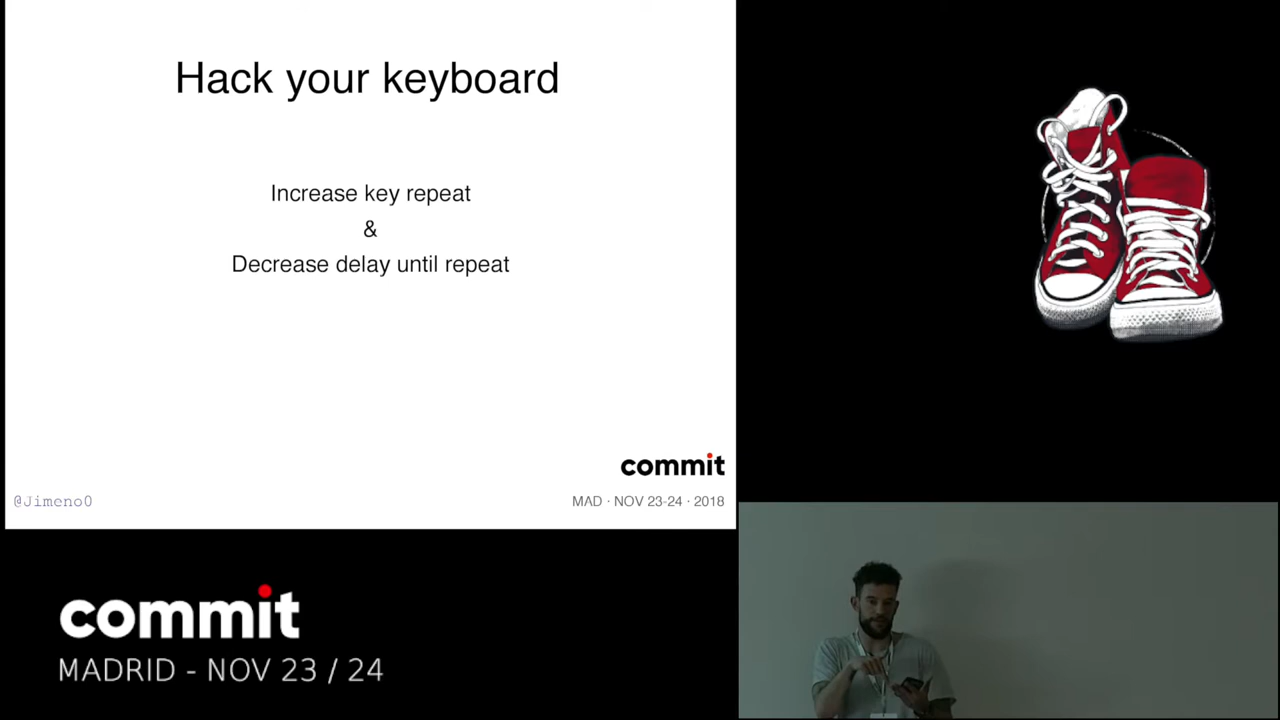 Hack your keyboard
Increase key repeat
&
Decrease delay until repeat
commit
@Jimeno0
MAD · NOV 23-24 · 2018
commit
MADRID - NOV 23 / 24